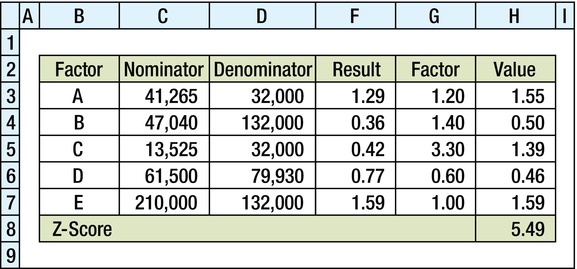 A B C D F G H I
1
2 Factor Nominator Denominator Result Factor Value
3 A 41,265 32,000 1.29 1.20 1.55
4 B 47,040 132,000 0.36 1.40 0.50
5 C 13,525 32,000 0.42 3.30 1.39
6 D 61,500 79,930 0.77 0.60 0.46
7 E 210,000 132,000 1.59 1.00 1.59
8 Z-Score 5.49
9